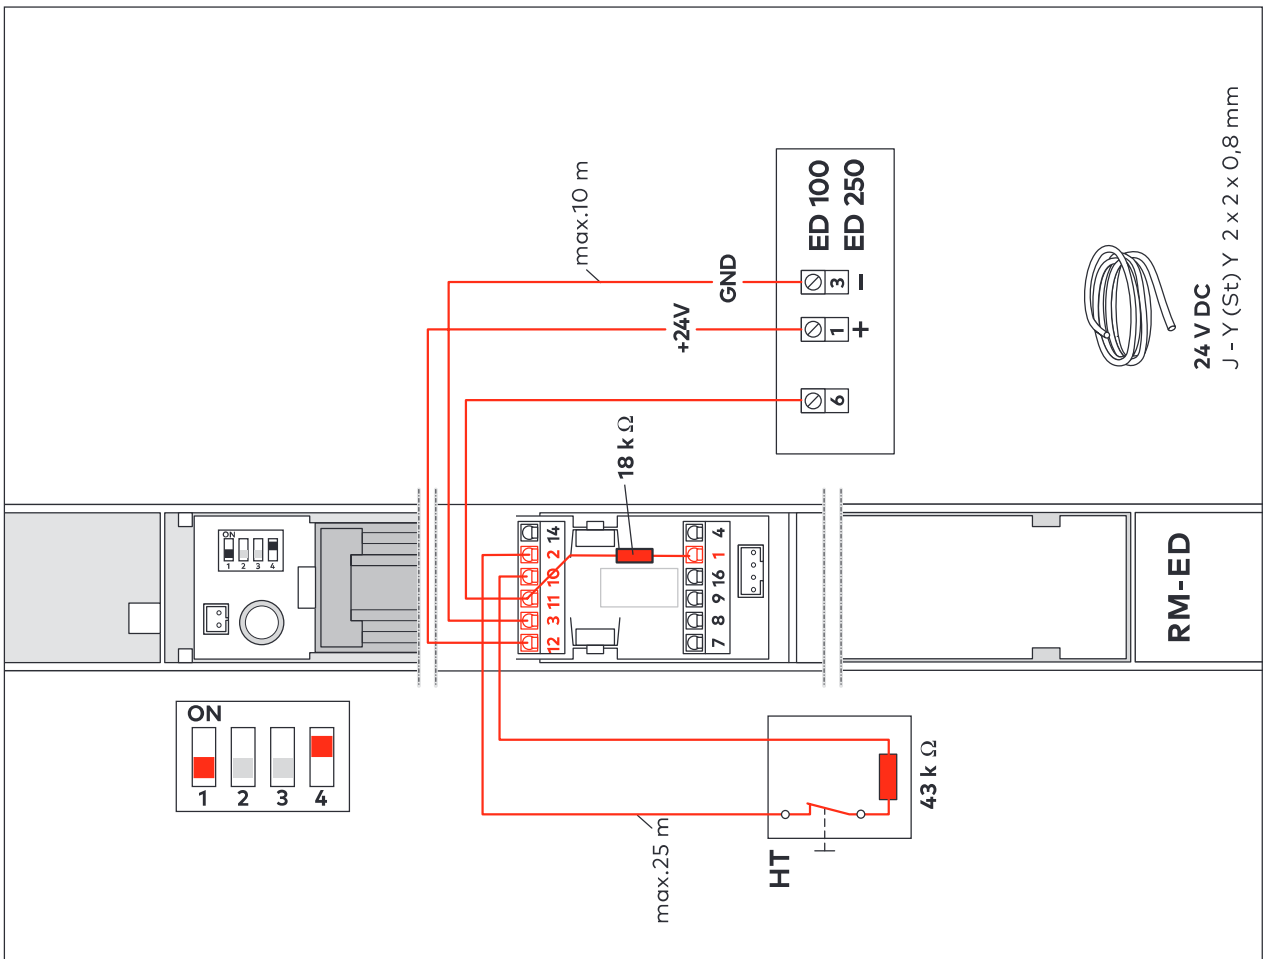 ON
1 2 3 4
ON
1 2 3 4
max.10 m
GND
+24V
ED 100
ED 250
3 −
1 +
6
18 k Ω
14
2
10
11
3
12
4
1
16
9
8
7
RM-ED
24 V DC
J - Y (St) Y 2 x 2 x 0,8 mm
max.25 m
HT
43 k Ω